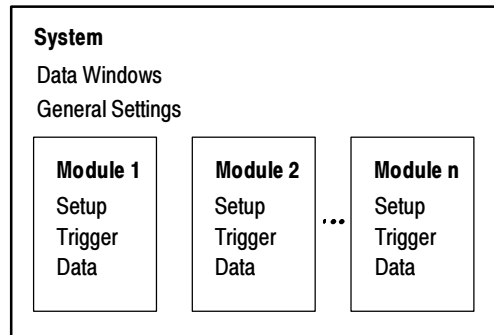 System
Data Windows
General Settings
Module 1
Setup
Trigger
Data
Module 2
Setup
Trigger
Data
...
Module n
Setup
Trigger
Data